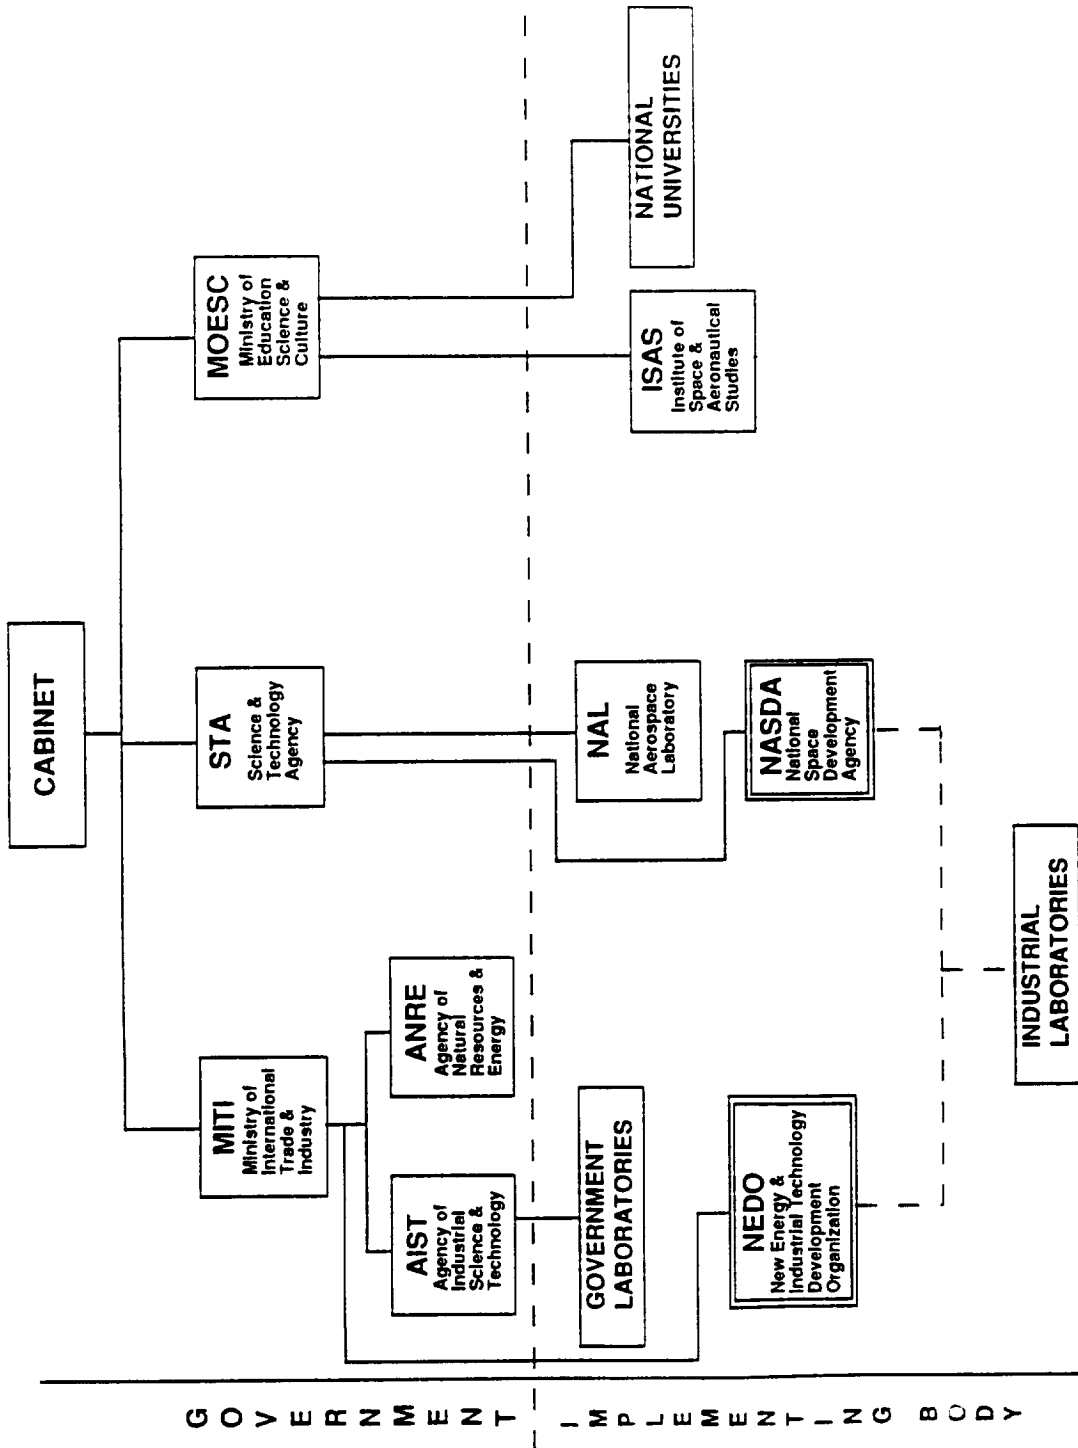 CABINET
MITI
Ministry of
International
Trade &
Industry
STA
Science &
Technology
Agency
MOESC
Ministry of
Education
Science &
Culture
AIST
Agency of
Industrial
Science &
Technology
ANRE
Agency of
Natural
Resources &
Energy
GOVERNMENT
GOVERNMENT
LABORATORIES
NAL
National
Aerospace
Laboratory
ISAS
Institute of
Space &
Aeronautical
Studies
NATIONAL
UNIVERSITIES
NEDO
New Energy &
Industrial Technology
Development
Organization
NASDA
National
Space
Development
Agency
INDUSTRIAL
LABORATORIES
IMPLEMENTING BODY